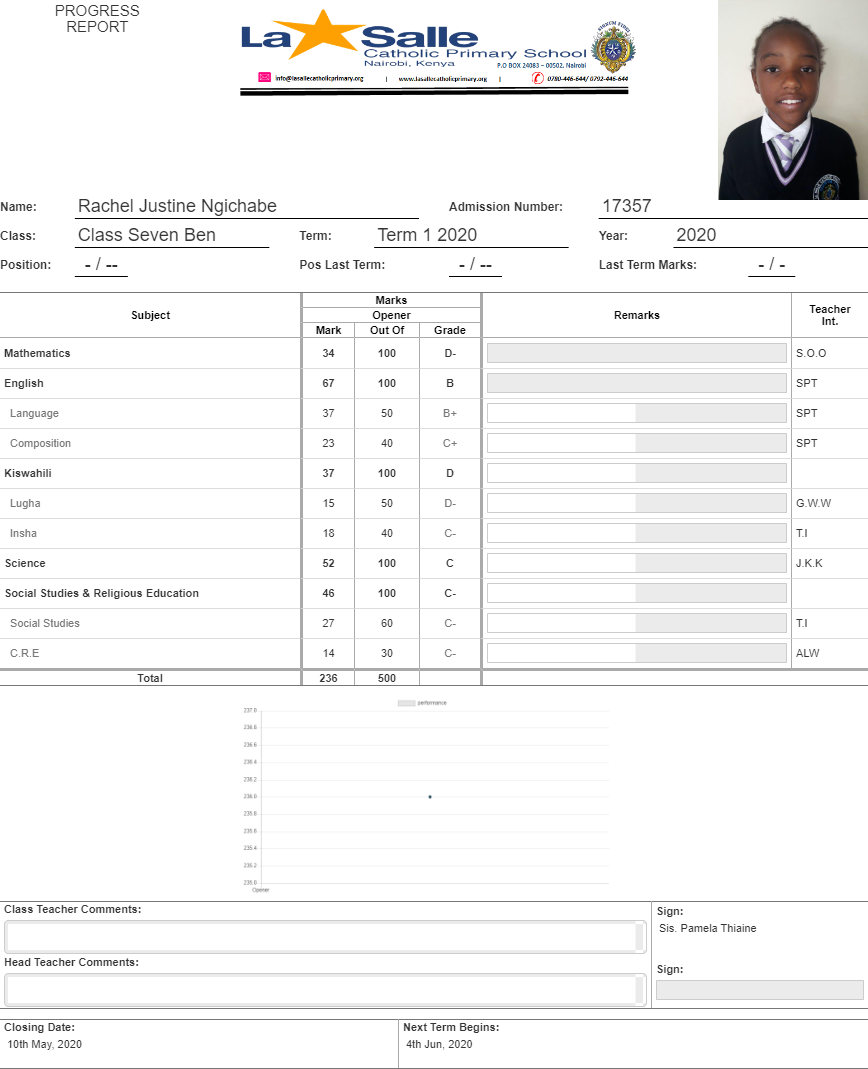 PROGRESS
REPORT
La Salle
Catholic Primary School
Nairobi, Kenya
P.O BOX 24083 – 00502, Nairobi
info@lasallecatholicprimary.org | www.lasallecatholicprimary.org | 0780-446-644/ 0792-446-644
Name: Rachel Justine Ngichabe Admission Number: 17357
Class: Class Seven Ben Term: Term 1 2020 Year: 2020
Position: - / -- Pos Last Term: - / -- Last Term Marks: - / -
Subject Marks Remarks Teacher Int.
Opener
Mark Out Of Grade
Mathematics 34 100 D- S.O.O
English 67 100 B SPT
Language 37 50 B+ SPT
Composition 23 40 C+ SPT
Kiswahili 37 100 D
Lugha 15 50 D- G.W.W
Insha 18 40 C- T.I
Science 52 100 C J.K.K
Social Studies & Religious Education 46 100 C-
Social Studies 27 60 C- T.I
C.R.E 14 30 C- ALW
Total 236 500
performance
237.0
236.8
236.6
236.4
236.2
236.0
235.8
235.6
235.4
235.2
235.0
Opener
Class Teacher Comments: Sign:
Sis. Pamela Thiaine
Head Teacher Comments: Sign:
Closing Date: Next Term Begins:
10th May, 2020 4th Jun, 2020